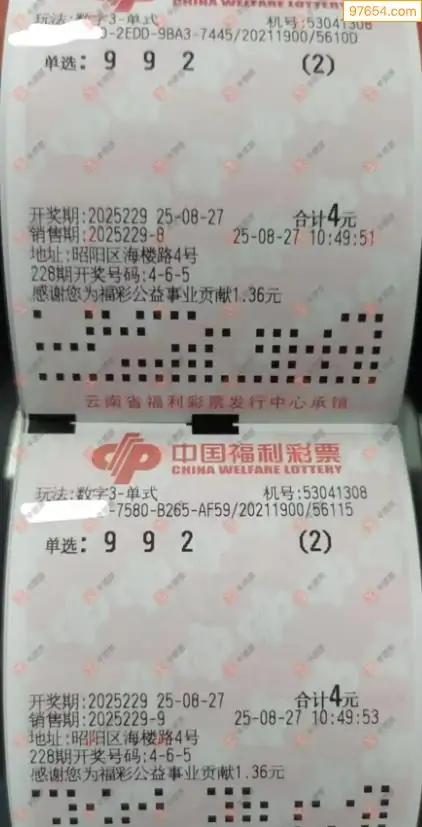 97654.com
CHINA WELFARE LOTTERY
玩法:数字3-单式 机号:53041308
0-2EDD-9BA3-7445/20211900/5610D
单选: 9 9 2 (2)
开奖期:2025229 25-08-27 合计4元
销售期:2025229-8 25-08-27 10:49:51
地址:昭阳区海楼路4号
228期开奖号码:4-6-5
感谢您为福彩公益事业贡献1.36元
云南省福利彩票发行中心承销
中国福利彩票
CHINA WELFARE LOTTERY
玩法:数字3-单式 机号:53041308
-7580-B265-AF59/20211900/56115
单选: 9 9 2 (2)
开奖期:2025229 25-08-27 合计4元
销售期:2025229-9 25-08-27 10:49:53
地址:昭阳区海楼路4号
228期开奖号码:4-6-5
感谢您为福彩公益事业贡献1.36元